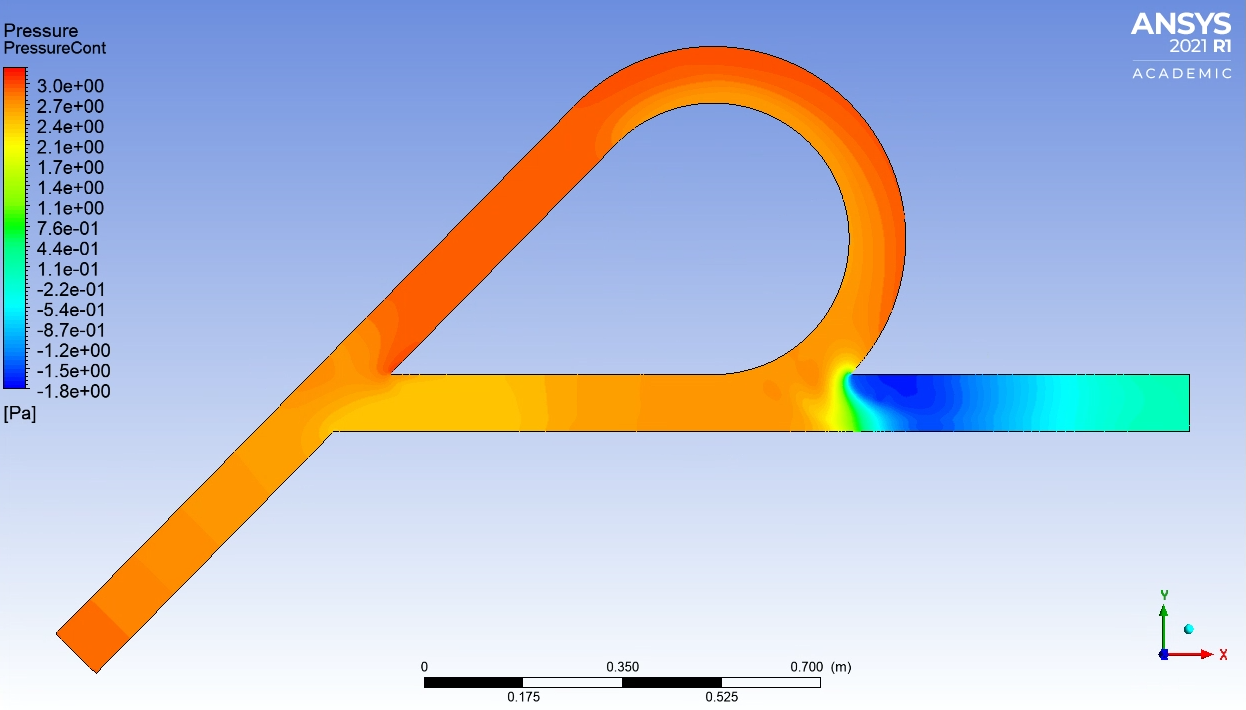 Pressure
PressureCont
3.0e+00
2.7e+00
2.4e+00
2.1e+00
1.7e+00
1.4e+00
1.1e+00
7.6e-01
4.4e-01
1.1e-01
-2.2e-01
-5.4e-01
-8.7e-01
-1.2e+00
-1.5e+00
-1.8e+00
[Pa]
ANSYS
2021 R1
ACADEMIC
0 0.350 0.700 (m)
0.175 0.525
Y
X